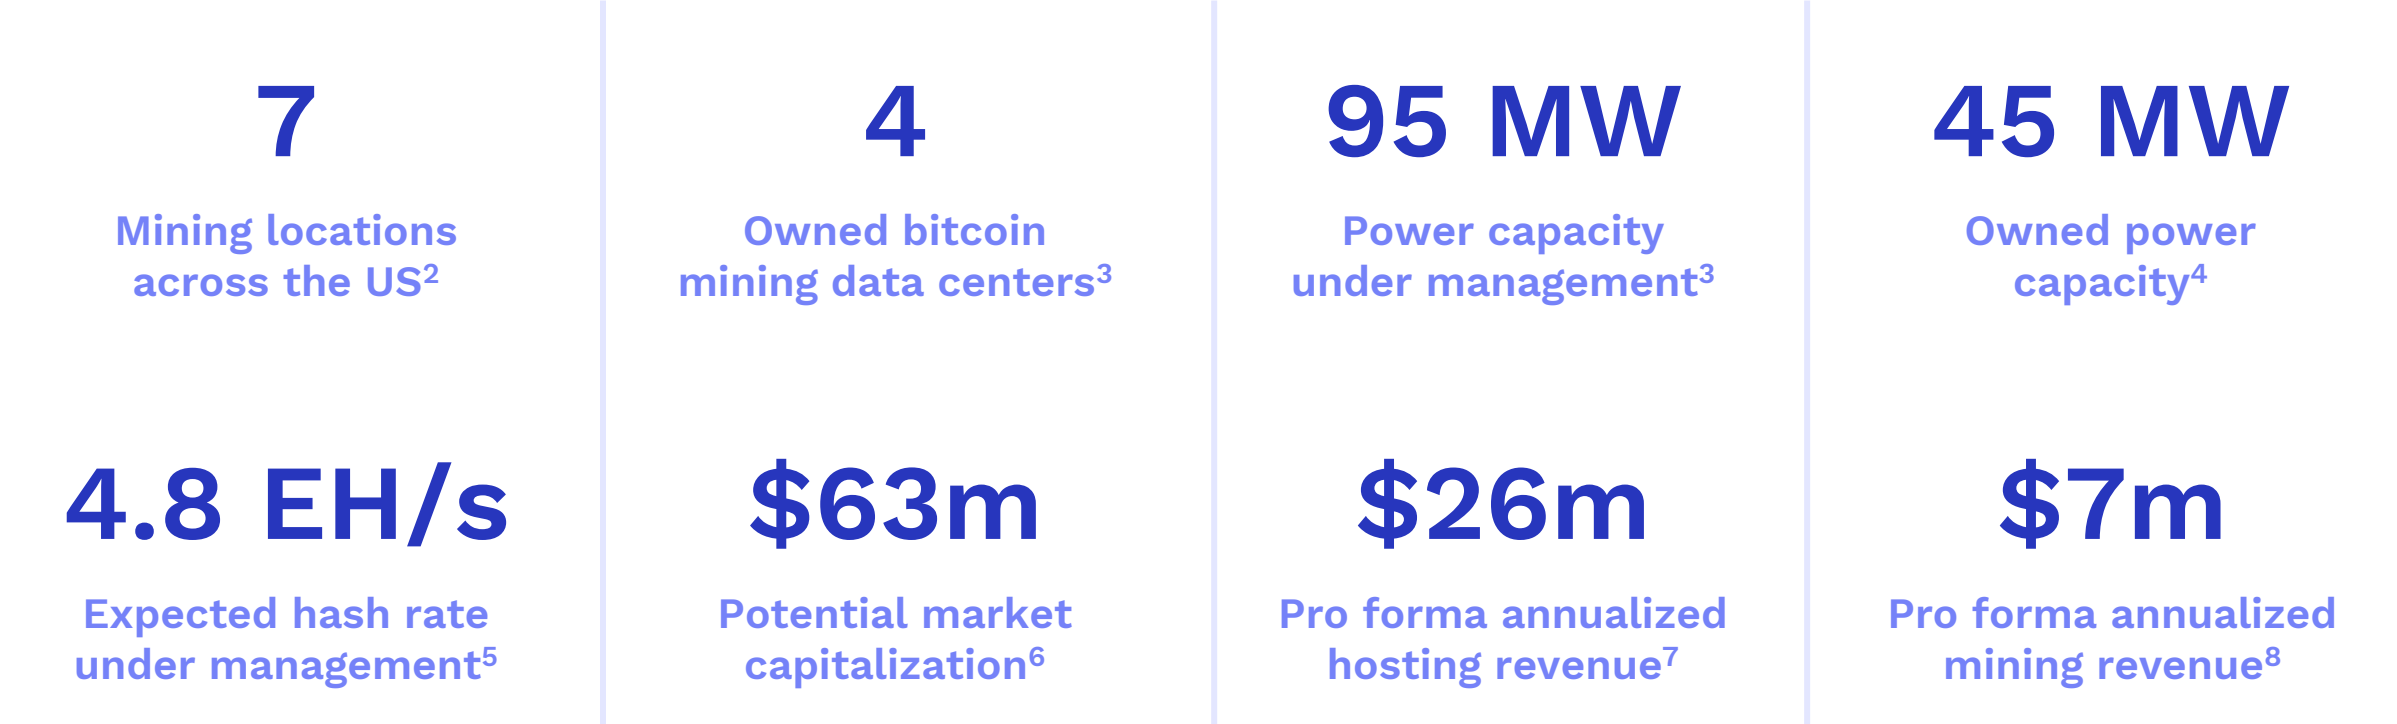 7
Mining locations
across the US²
4
Owned bitcoin
mining data centers³
95 MW
Power capacity
under management³
45 MW
Owned power
capacity⁴
4.8 EH/s
Expected hash rate
under management⁵
$63m
Potential market
capitalization⁶
$26m
Pro forma annualized
hosting revenue⁷
$7m
Pro forma annualized
mining revenue⁸